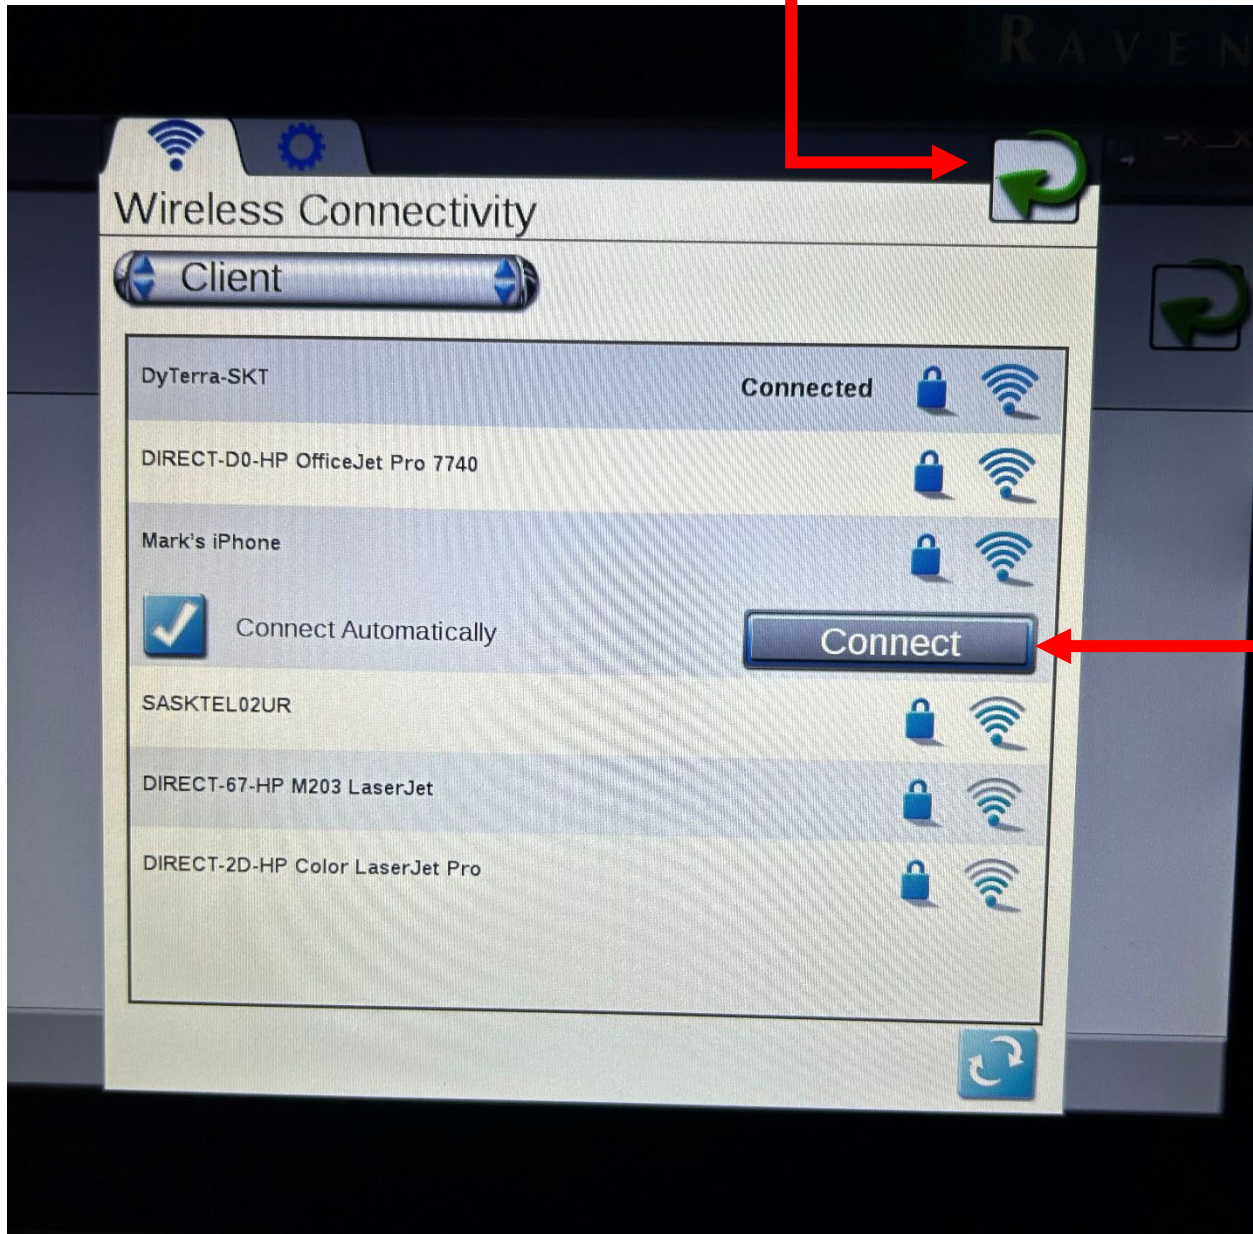 RAVEN
Wireless Connectivity
Client
DyTerra-SKT Connected
DIRECT-D0-HP OfficeJet Pro 7740
Mark's iPhone
Connect Automatically Connect
SASKTEL02UR
DIRECT-67-HP M203 LaserJet
DIRECT-2D-HP Color LaserJet Pro